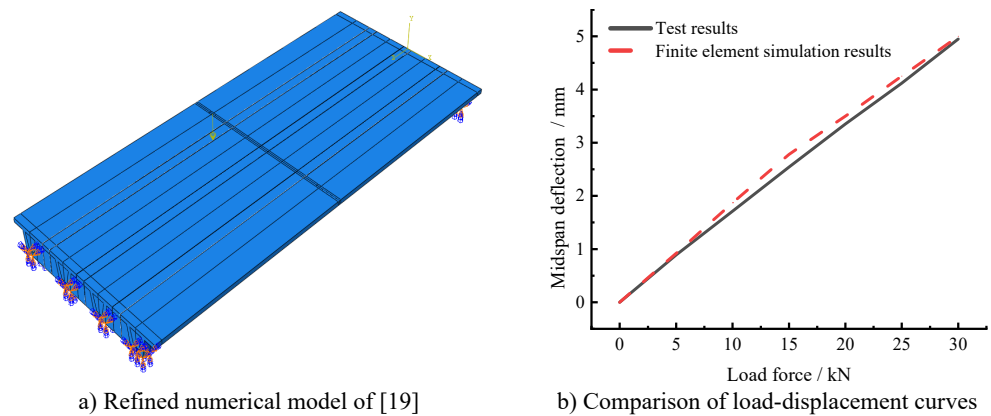 Y
Test results
Finite element simulation results
Midspan deflection / mm
5
4
3
2
1
0
0 5 10 15 20 25 30
Load force / kN
a) Refined numerical model of [19]
b) Comparison of load-displacement curves